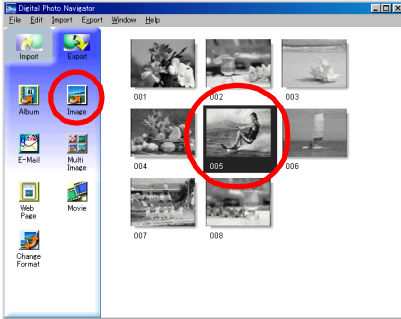 Digital Photo Navigator
File Edit Import Export Window Help
Import Export
Album Image
E-Mail Multi Image
Web Page Movie
Change Format
001 002 003
004 005 006
007 008